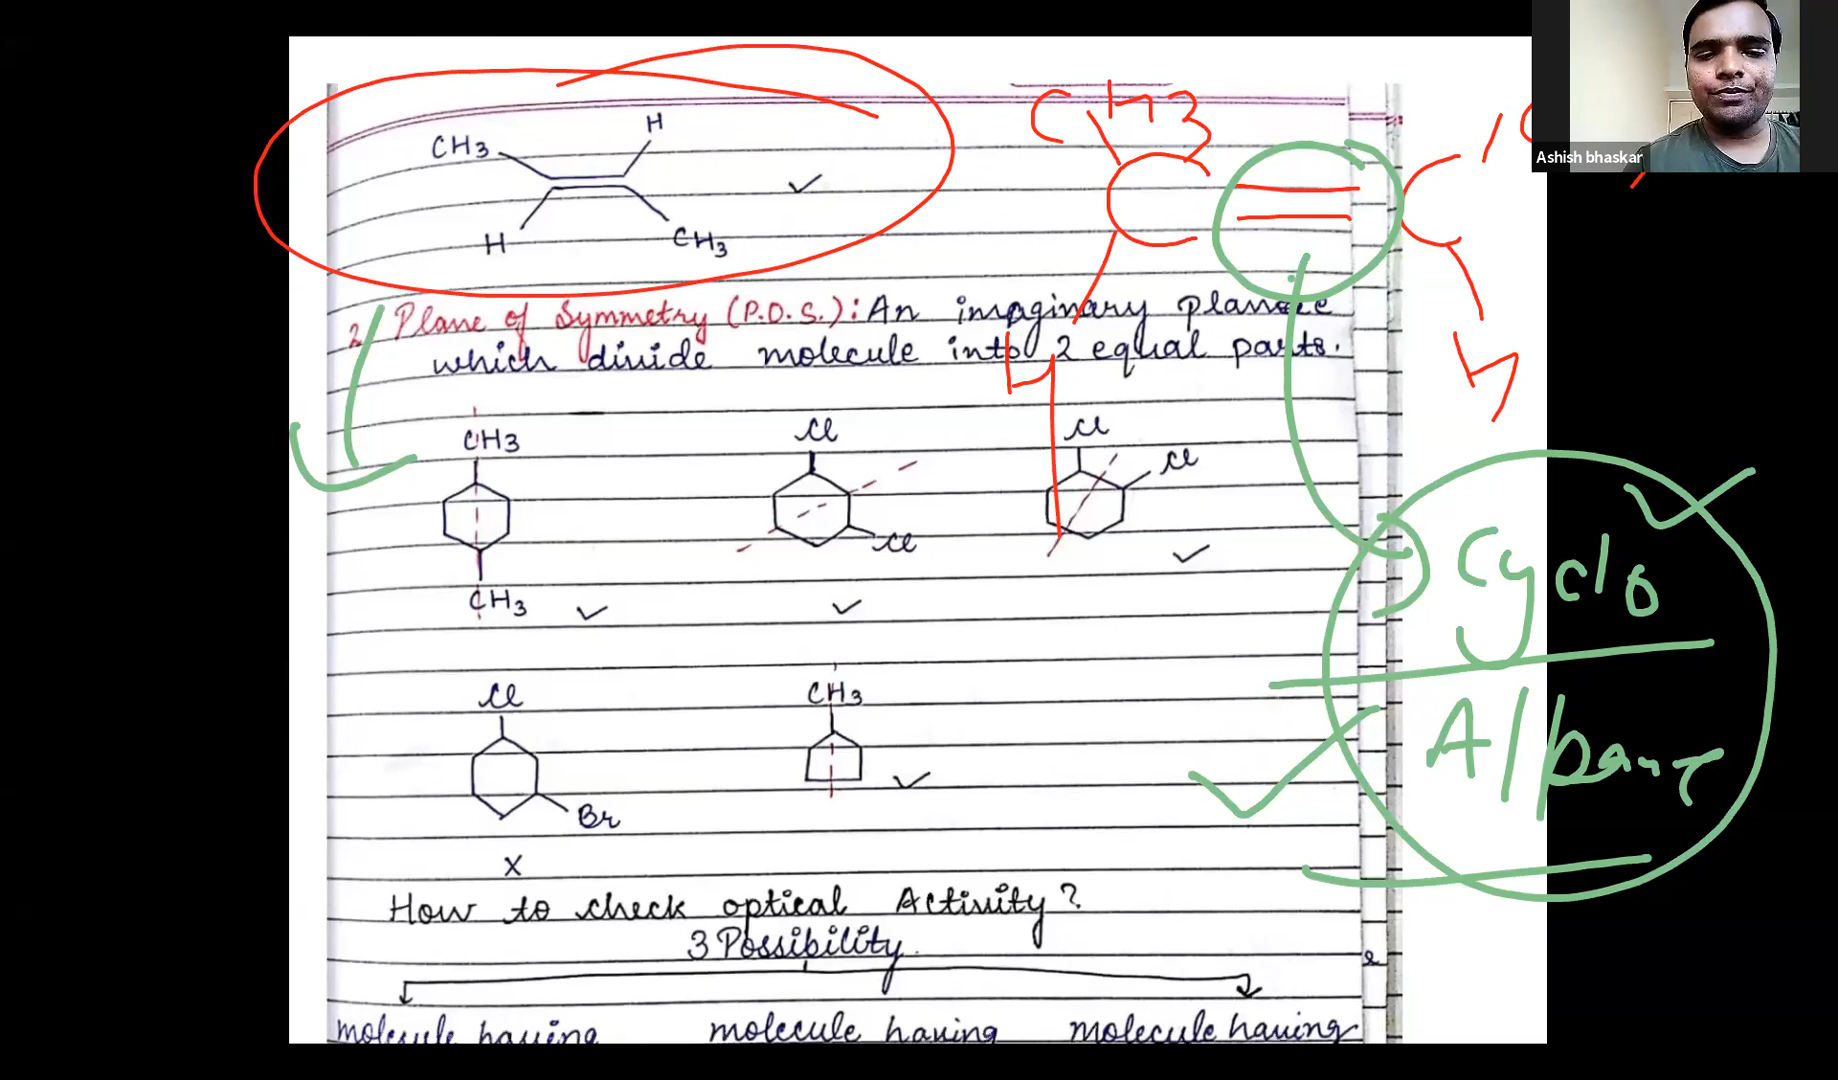 CH3
H
H
CH3
CH3
C
C
H
H
Ashish bhaskar
2) Plane of Symmetry (P.O.S.): An imaginary plane
which divide molecule into 2 equal parts.
CH3
CH3
Cl
Cl
Cl
Cl
Cyclo
Alkane
Cl
Br
X
CH3
How to check optical Activity?
3 Possibility.
molecule having
molecule having
molecule having